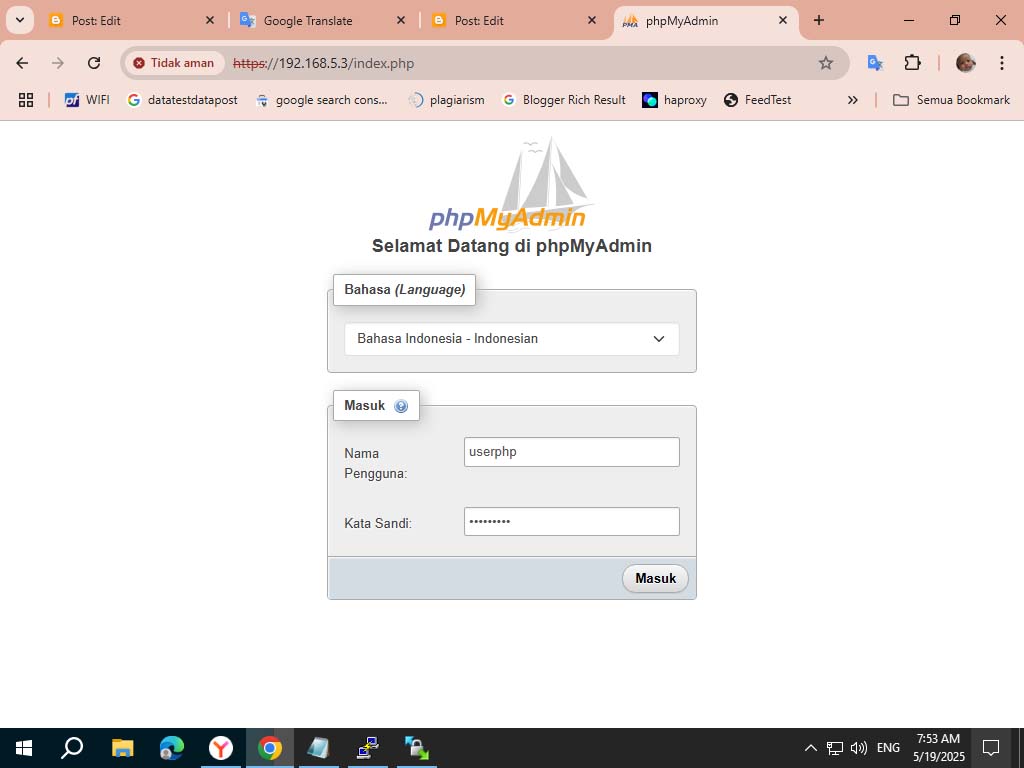 Post: Edit
Google Translate
Post: Edit
PMA
phpMyAdmin
Tidak aman
https://192.168.5.3/index.php
WIFI
datatestdatapost
google search cons...
plagiarism
Blogger Rich Result
haproxy
FeedTest
Semua Bookmark
phpMyAdmin
Selamat Datang di phpMyAdmin
Bahasa (Language)
Bahasa Indonesia - Indonesian
Masuk
Nama
Pengguna:
userphp
Kata Sandi:
•••••••••
Masuk
ENG
7:53 AM
5/19/2025